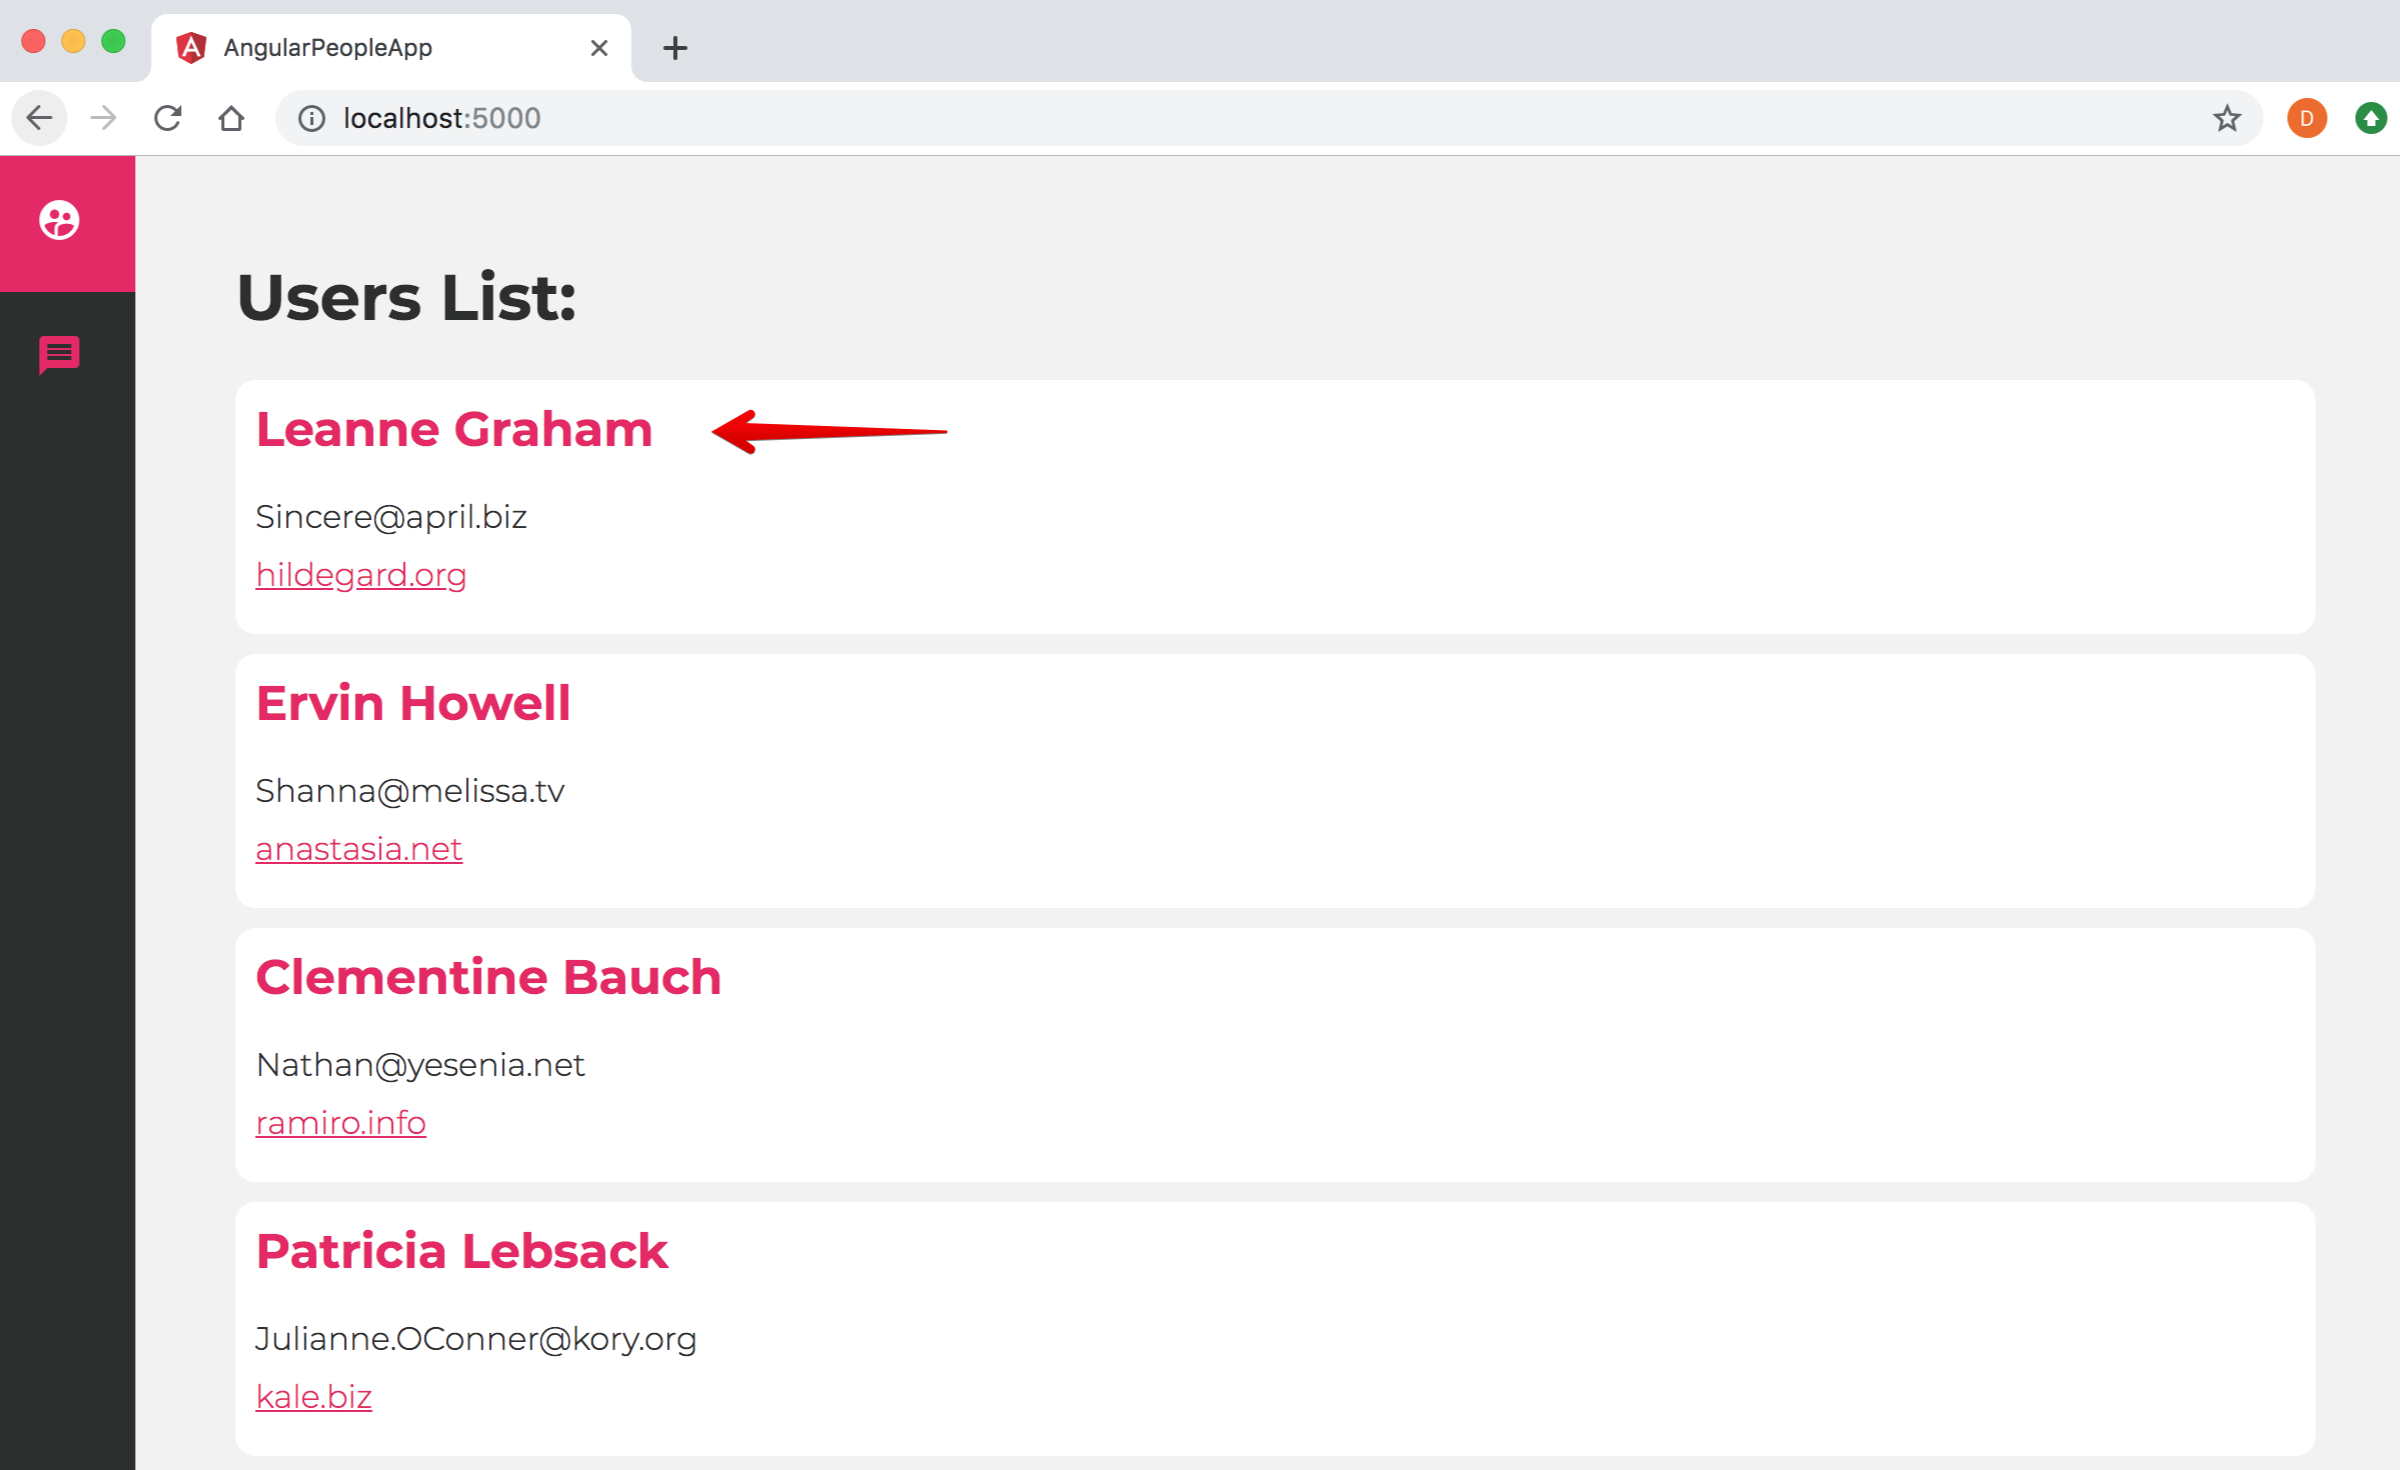 AngularPeopleApp
localhost:5000
D
Users List:
Leanne Graham
Sincere@april.biz
hildegard.org
Ervin Howell
Shanna@melissa.tv
anastasia.net
Clementine Bauch
Nathan@yesenia.net
ramiro.info
Patricia Lebsack
Julianne.OConner@kory.org
kale.biz